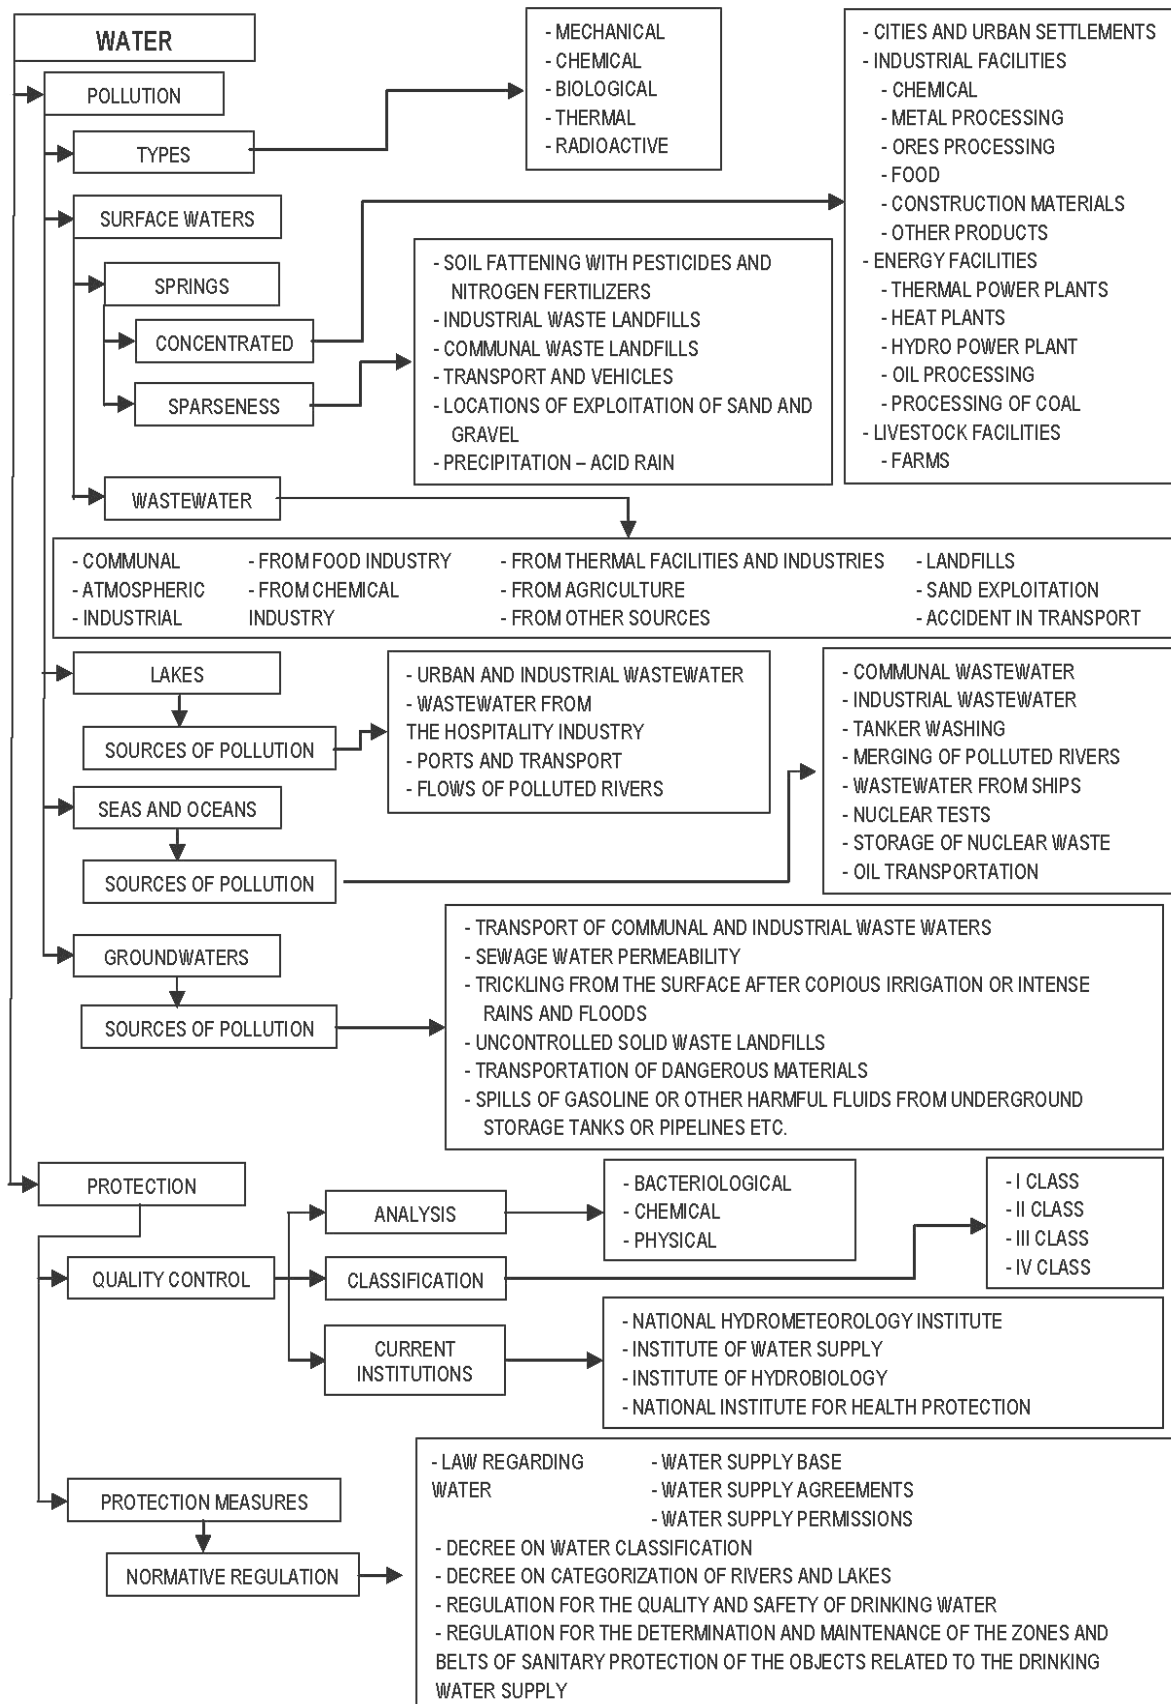 WATER
POLLUTION
TYPES
- MECHANICAL
- CHEMICAL
- BIOLOGICAL
- THERMAL
- RADIOACTIVE
SURFACE WATERS
SPRINGS
CONCENTRATED
- CITIES AND URBAN SETTLEMENTS
- INDUSTRIAL FACILITIES
- CHEMICAL
- METAL PROCESSING
- ORES PROCESSING
- FOOD
- CONSTRUCTION MATERIALS
- OTHER PRODUCTS
- ENERGY FACILITIES
- THERMAL POWER PLANTS
- HEAT PLANTS
- HYDRO POWER PLANT
- OIL PROCESSING
- PROCESSING OF COAL
- LIVESTOCK FACILITIES
- FARMS
SPARSENESS
- SOIL FATTENING WITH PESTICIDES AND
NITROGEN FERTILIZERS
- INDUSTRIAL WASTE LANDFILLS
- COMMUNAL WASTE LANDFILLS
- TRANSPORT AND VEHICLES
- LOCATIONS OF EXPLOITATION OF SAND AND
GRAVEL
- PRECIPITATION – ACID RAIN
WASTEWATER
- COMMUNAL
- ATMOSPHERIC
- INDUSTRIAL
- FROM FOOD INDUSTRY
- FROM CHEMICAL
INDUSTRY
- FROM THERMAL FACILITIES AND INDUSTRIES
- FROM AGRICULTURE
- FROM OTHER SOURCES
- LANDFILLS
- SAND EXPLOITATION
- ACCIDENT IN TRANSPORT
LAKES
SOURCES OF POLLUTION
- URBAN AND INDUSTRIAL WASTEWATER
- WASTEWATER FROM
THE HOSPITALITY INDUSTRY
- PORTS AND TRANSPORT
- FLOWS OF POLLUTED RIVERS
SEAS AND OCEANS
SOURCES OF POLLUTION
- COMMUNAL WASTEWATER
- INDUSTRIAL WASTEWATER
- TANKER WASHING
- MERGING OF POLLUTED RIVERS
- WASTEWATER FROM SHIPS
- NUCLEAR TESTS
- STORAGE OF NUCLEAR WASTE
- OIL TRANSPORTATION
GROUNDWATERS
SOURCES OF POLLUTION
- TRANSPORT OF COMMUNAL AND INDUSTRIAL WASTE WATERS
- SEWAGE WATER PERMEABILITY
- TRICKLING FROM THE SURFACE AFTER COPIOUS IRRIGATION OR INTENSE
RAINS AND FLOODS
- UNCONTROLLED SOLID WASTE LANDFILLS
- TRANSPORTATION OF DANGEROUS MATERIALS
- SPILLS OF GASOLINE OR OTHER HARMFUL FLUIDS FROM UNDERGROUND
STORAGE TANKS OR PIPELINES ETC.
PROTECTION
QUALITY CONTROL
ANALYSIS
- BACTERIOLOGICAL
- CHEMICAL
- PHYSICAL
CLASSIFICATION
- I CLASS
- II CLASS
- III CLASS
- IV CLASS
CURRENT
INSTITUTIONS
- NATIONAL HYDROMETEOROLOGY INSTITUTE
- INSTITUTE OF WATER SUPPLY
- INSTITUTE OF HYDROBIOLOGY
- NATIONAL INSTITUTE FOR HEALTH PROTECTION
PROTECTION MEASURES
NORMATIVE REGULATION
- LAW REGARDING
WATER
- WATER SUPPLY BASE
- WATER SUPPLY AGREEMENTS
- WATER SUPPLY PERMISSIONS
- DECREE ON WATER CLASSIFICATION
- DECREE ON CATEGORIZATION OF RIVERS AND LAKES
- REGULATION FOR THE QUALITY AND SAFETY OF DRINKING WATER
- REGULATION FOR THE DETERMINATION AND MAINTENANCE OF THE ZONES AND
BELTS OF SANITARY PROTECTION OF THE OBJECTS RELATED TO THE DRINKING
WATER SUPPLY